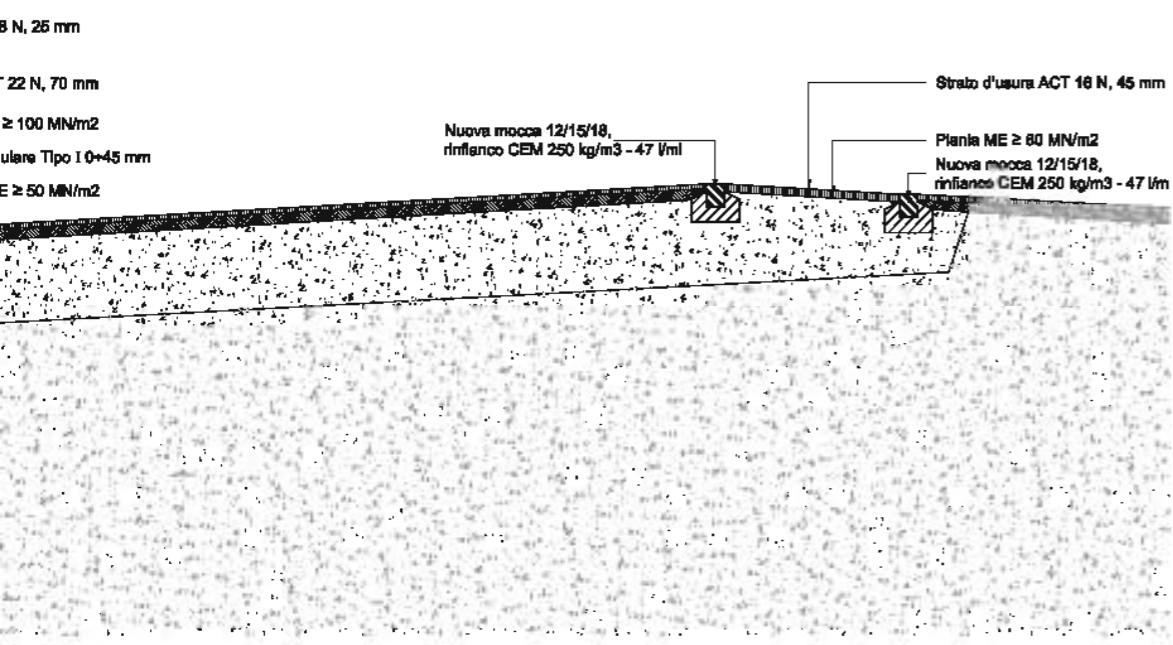 8 N, 25 mm
T 22 N, 70 mm
≥ 100 MN/m2
ulare Tipo I 0÷45 mm
E ≥ 50 MN/m2
Nuova mocca 12/15/18,
rinfianco CEM 250 kg/m3 - 47 l/ml
Strato d'usura ACT 16 N, 45 mm
Plania ME ≥ 80 MN/m2
Nuova mocca 12/15/18,
rinfianco CEM 250 kg/m3 - 47 l/m